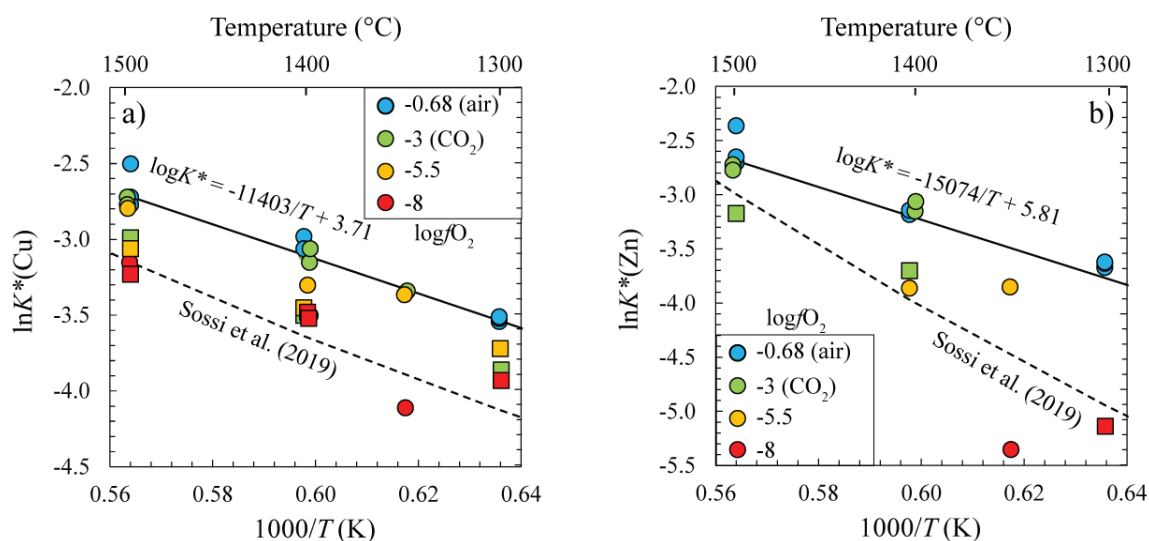 Temperature (°C)
1500
1400
1300
a)
-2.0
-2.5
-3.0
-3.5
-4.0
-4.5
lnK*(Cu)
-0.68 (air)
-3 (CO₂)
-5.5
-8
logfO₂
logK* = -11403/T + 3.71
Sossi et al. (2019)
0.56
0.58
0.60
0.62
0.64
1000/T (K)
Temperature (°C)
1500
1400
1300
b)
-2.0
-2.5
-3.0
-3.5
-4.0
-4.5
-5.0
-5.5
lnK*(Zn)
logK* = -15074/T + 5.81
Sossi et al. (2019)
logfO₂
-0.68 (air)
-3 (CO₂)
-5.5
-8
0.56
0.58
0.60
0.62
0.64
1000/T (K)